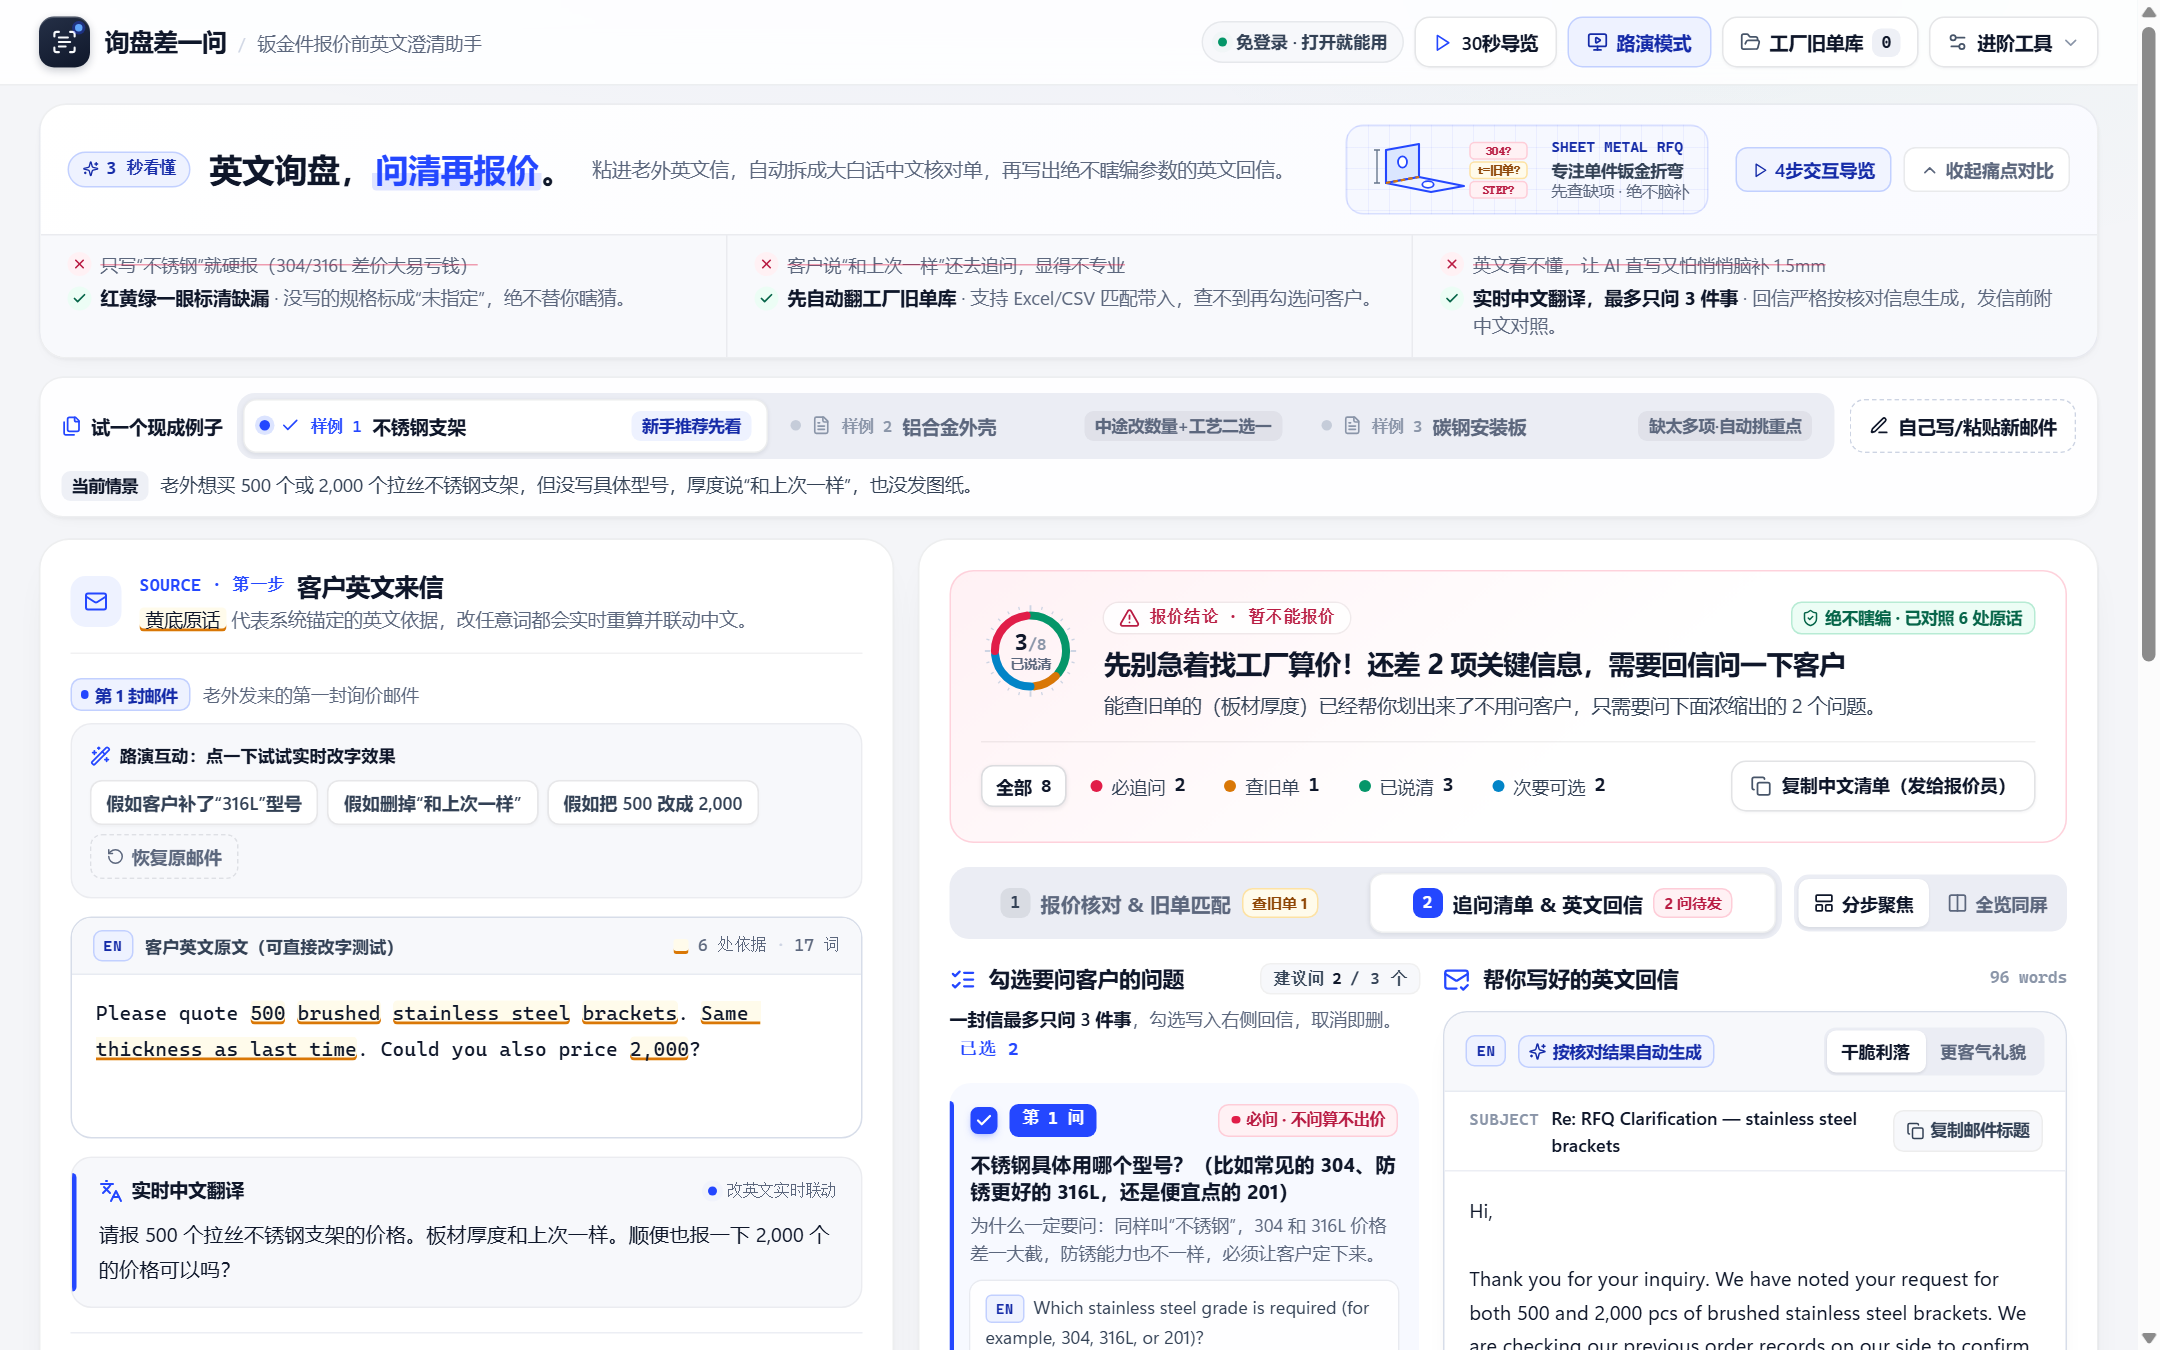 询盘差一问 / 钣金件报价前英文澄清助手
免登录 · 打开就能用
30秒导览
路演模式
工厂旧单库 0
进阶工具
3 秒看懂
英文询盘，问清再报价。
粘进老外英文信，自动拆成大白话中文核对单，再写出绝不瞎编参数的英文回信。
304?
t=旧单?
STEP?
SHEET METAL RFQ
专注单件钣金折弯
先查缺项 · 绝不脑补
4步交互导览
收起痛点对比
只写“不锈钢”就硬报（304/316L 差价大易亏钱）
红黄绿一眼标清缺漏 · 没写的规格标成“未指定”，绝不替你瞎猜。
客户说“和上次一样”还去追问，显得不专业
先自动翻工厂旧单库 · 支持 Excel/CSV 匹配带入，查不到再勾选问客户。
英文看不懂，让 AI 直写又怕悄悄脑补 1.5mm
实时中文翻译，最多只问 3 件事 · 回信严格按核对信息生成，发信前附
中文对照。
试一个现成例子
样例 1 不锈钢支架 新手推荐先看
样例 2 铝合金外壳 中途改数量+工艺二选一
样例 3 碳钢安装板 缺太多项·自动挑重点
自己写/粘贴新邮件
当前情景 老外想买 500 个或 2,000 个拉丝不锈钢支架，但没写具体型号，厚度说“和上次一样”，也没发图纸。
SOURCE · 第一步 客户英文来信
黄底原话 代表系统锚定的英文依据，改任意词都会实时重算并联动中文。
第 1 封邮件 老外发来的第一封询价邮件
路演互动：点一下试试实时改字效果
假如客户补了“316L”型号
假如删掉“和上次一样”
假如把 500 改成 2,000
恢复原邮件
EN 客户英文原文（可直接改字测试） 6 处依据 · 17 词
Please quote 500 brushed stainless steel brackets. Same
thickness as last time. Could you also price 2,000?
实时中文翻译 改英文实时联动
请报 500 个拉丝不锈钢支架的价格。板材厚度和上次一样。顺便也报一下 2,000 个
的价格可以吗？
3/8
已说清
报价结论 · 暂不能报价
绝不瞎编 · 已对照 6 处原话
先别急着找工厂算价！还差 2 项关键信息，需要回信问一下客户
能查旧单的（板材厚度）已经帮你划出来了不用问客户，只需要问下面浓缩出的 2 个问题。
全部 8
必追问 2
查旧单 1
已说清 3
次要可选 2
复制中文清单（发给报价员）
1 报价核对 & 旧单匹配 查旧单 1
2 追问清单 & 英文回信 2 问待发
分步聚焦
全览同屏
勾选要问客户的问题 建议问 2 / 3 个
一封信最多只问 3 件事，勾选写入右侧回信，取消即删。
已选 2
第 1 问 必问 · 不问算不出价
不锈钢具体用哪个型号？（比如常见的 304、防
锈更好的 316L，还是便宜点的 201）
为什么一定要问：同样叫“不锈钢”，304 和 316L 价格
差一大截，防锈能力也不一样，必须让客户定下来。
EN Which stainless steel grade is required (for
example, 304, 316L, or 201)?
帮你写好的英文回信 96 words
EN 按核对结果自动生成 干脆利落 更客气礼貌
SUBJECT Re: RFQ Clarification — stainless steel
brackets
复制邮件标题
Hi,
Thank you for your inquiry. We have noted your request for
both 500 and 2,000 pcs of brushed stainless steel brackets. We
are checking our previous order records on our side to confirm